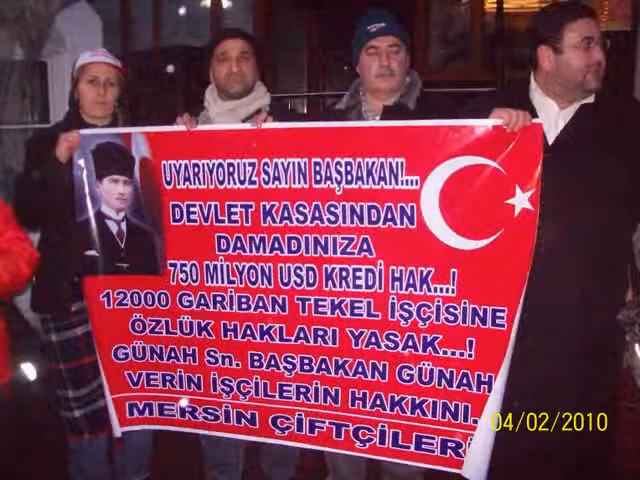 UYARIYORUZ SAYIN BAŞBAKAN!...
DEVLET KASASINDAN
DAMADINIZA
750 MİLYON USD KREDİ HAK...!
12000 GARİBAN TEKEL İŞÇİSİNE
ÖZLÜK HAKLARI YASAK...!
GÜNAH Sn. BAŞBAKAN GÜNAH
VERİN İŞÇİLERİN HAKKINI.
MERSİN ÇİFTÇİLERİ
04/02/2010